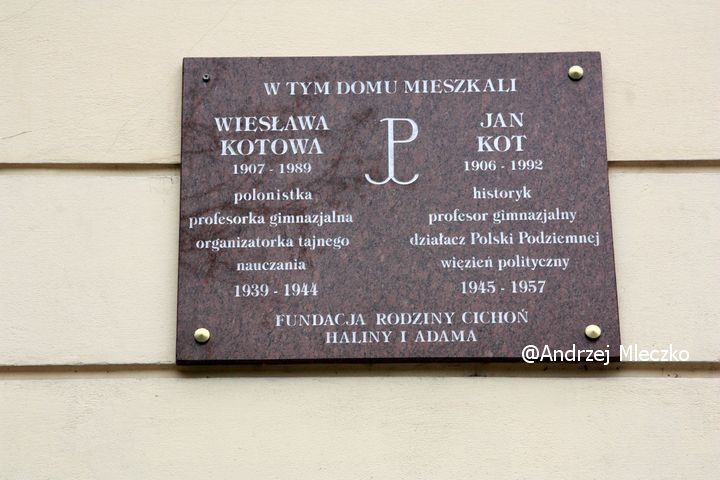 W TYM DOMU MIESZKALI
WIESŁAWA
KOTOWA
1907 - 1989
polonistka
profesorka gimnazjalna
organizatorka tajnego
nauczania
1939 - 1944
JAN
KOT
1906 - 1992
historyk
profesor gimnazjalny
działacz Polski Podziemnej
więzień polityczny
1945 - 1957
FUNDACJA RODZINY CICHOŃ
HALINY I ADAMA
@Andrzej Mleczko